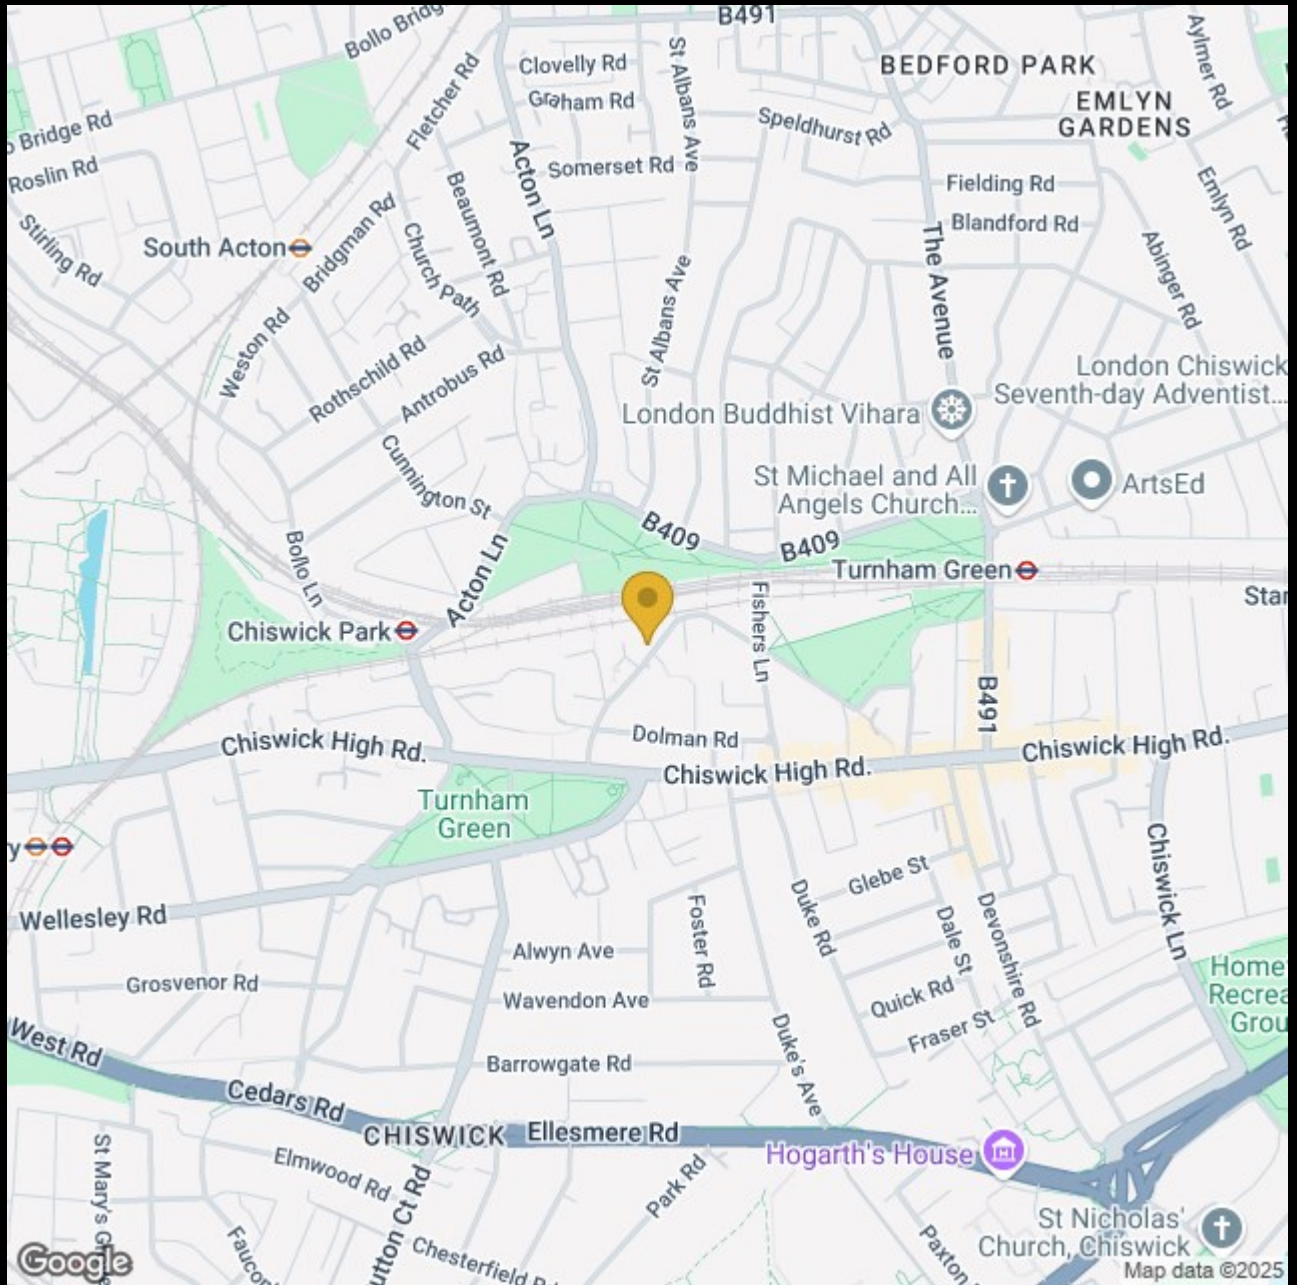 B491
Bollo Bridg
Fletcher Rd
Clovelly Rd
St Albans Ave
BEDFORD PARK
Aylmer Rd
Graham Rd
EMLYN
GARDENS
Speldhurst Rd
o Bridge Rd
Acton Ln
Somerset Rd
Roslin Rd
Beaumont Rd
Fielding Rd
Emlyn Rd
Stirling Rd
Bridgman Rd
Blandford Rd
South Acton
Church Path
The Avenue
Abinger Rd
St Albans Ave
Weston Rd
Rothschild Rd
Antrobus Rd
London Chiswick
Seventh-day Adventist...
London Buddhist Vihara
Cunnington St
St Michael and All
Angels Church...
ArtsEd
B409
B409
Bollo Ln
Acton Ln
Turnham Green
Fishers Ln
Star
Chiswick Park
B491
Dolman Rd
Chiswick High Rd.
Chiswick High Rd.
Chiswick High Rd.
Turnham
Green
y
Chiswick Ln
Glebe St
Duke Rd
Wellesley Rd
Foster Rd
Dale St
Devonshire Rd
Alwyn Ave
Home
Recrea
Grou
Grosvenor Rd
Wavendon Ave
Quick Rd
Fraser St
West Rd
Duke's Ave
Barrowgate Rd
Cedars Rd
CHISWICK
Ellesmere Rd
Hogarth's House
St Mary's G
Elmwood Rd
Park Rd
utton Ct Rd
St Nicholas'
Church, Chiswick
Faucon
Chesterfield Rd
Paxton
Google
Map data ©2025